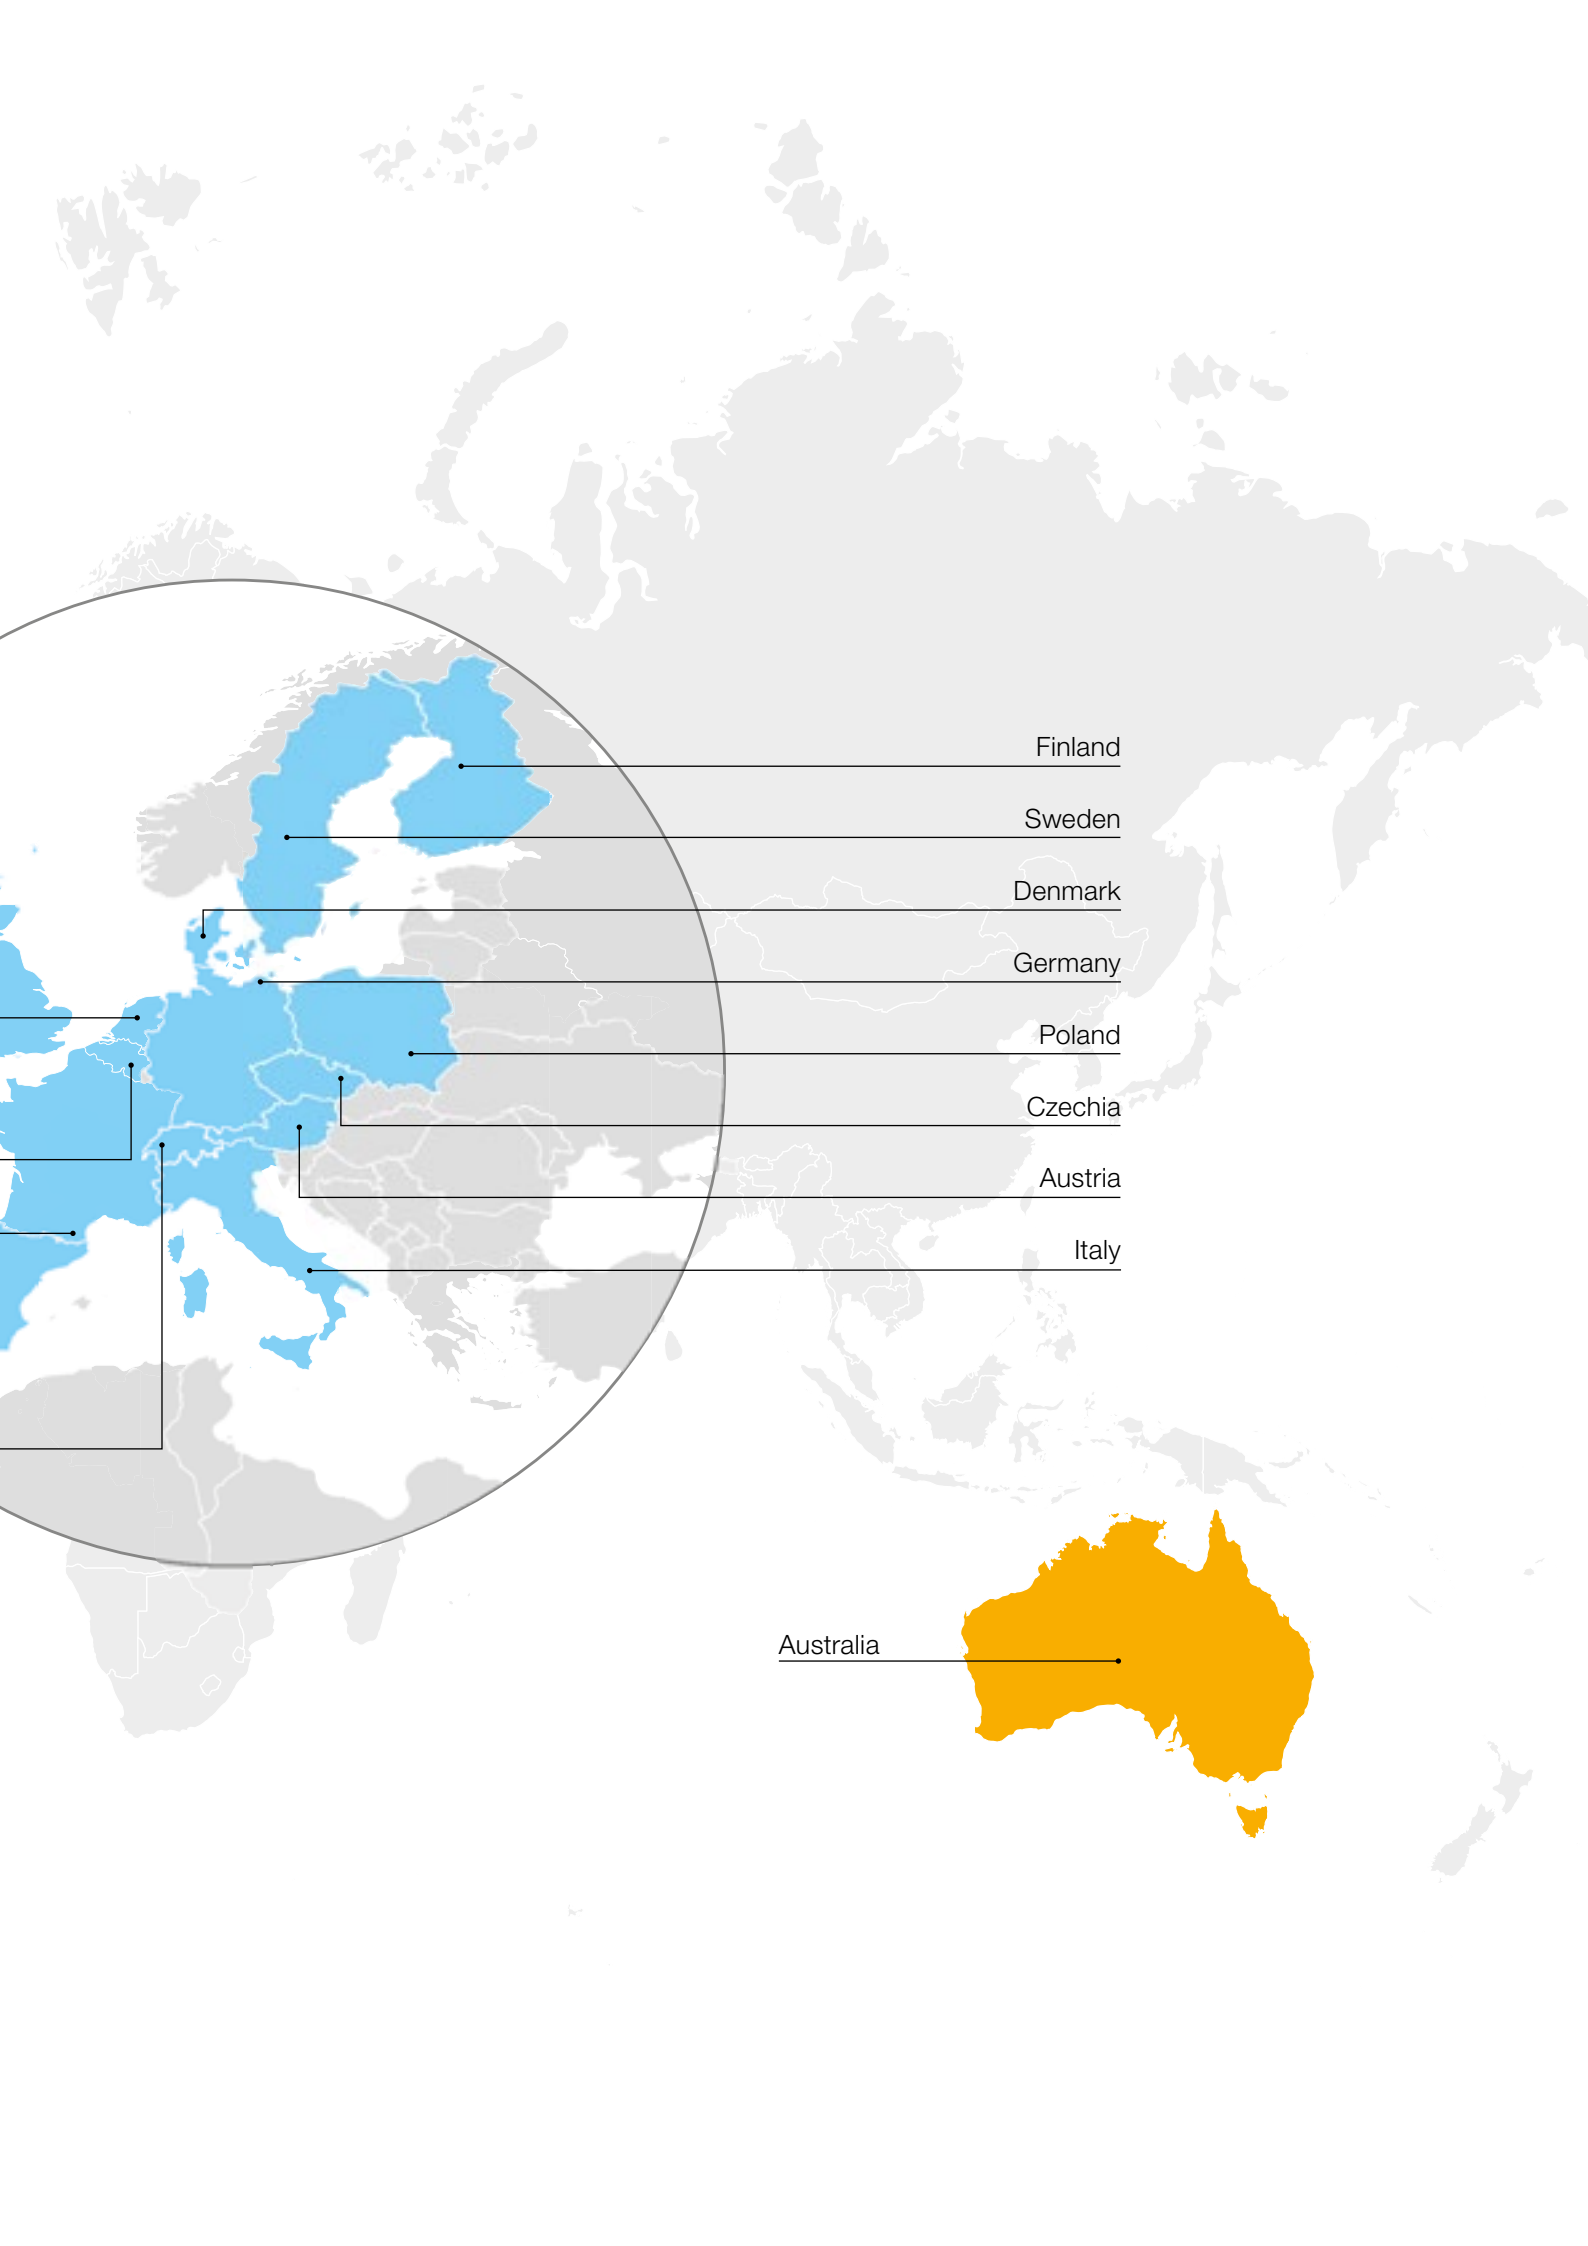 Finland
Sweden
Denmark
Germany
Poland
Czechia
Austria
Italy
Australia